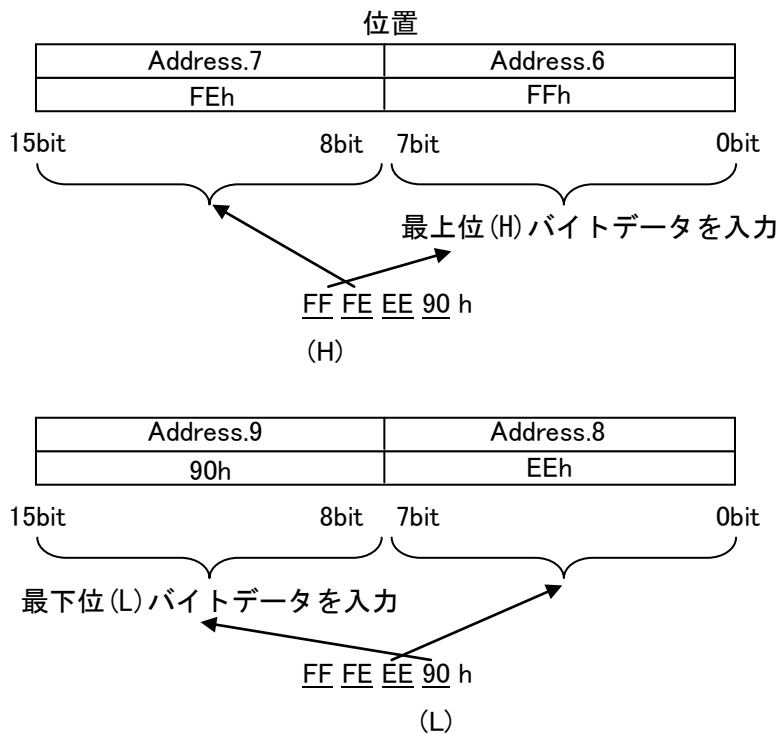 位置
Address.7 Address.6
FEh FFh
15bit 8bit 7bit 0bit
最上位(H)バイトデータを入力
FF FE EE 90 h
(H)
Address.9 Address.8
90h EEh
15bit 8bit 7bit 0bit
最下位(L)バイトデータを入力
FF FE EE 90 h
(L)